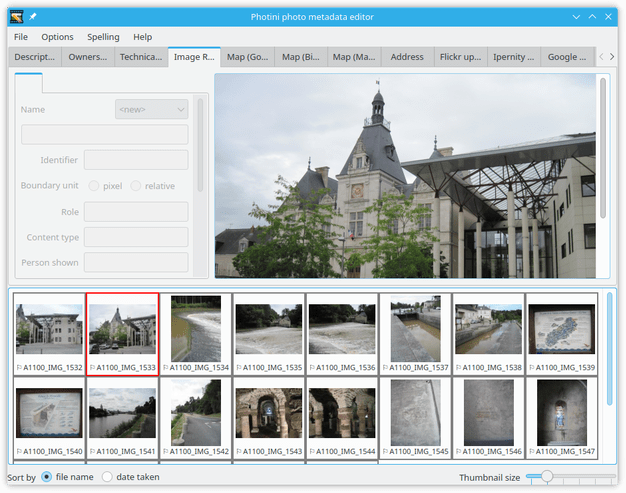 Photini photo metadata editor
File Options Spelling Help
Descript... Owners... Technica... Image R... Map (Go... Map (Bi... Map (Ma... Address Flickr up... Ipernity ... Google ...
Name <new>
Identifier
Boundary unit pixel relative
Role
Content type
Person shown
A1100_IMG_1532 A1100_IMG_1533 A1100_IMG_1534 A1100_IMG_1535 A1100_IMG_1536 A1100_IMG_1537 A1100_IMG_1538 A1100_IMG_1539
A1100_IMG_1540 A1100_IMG_1541 A1100_IMG_1542 A1100_IMG_1543 A1100_IMG_1544 A1100_IMG_1545 A1100_IMG_1546 A1100_IMG_1547
Sort by file name date taken Thumbnail size